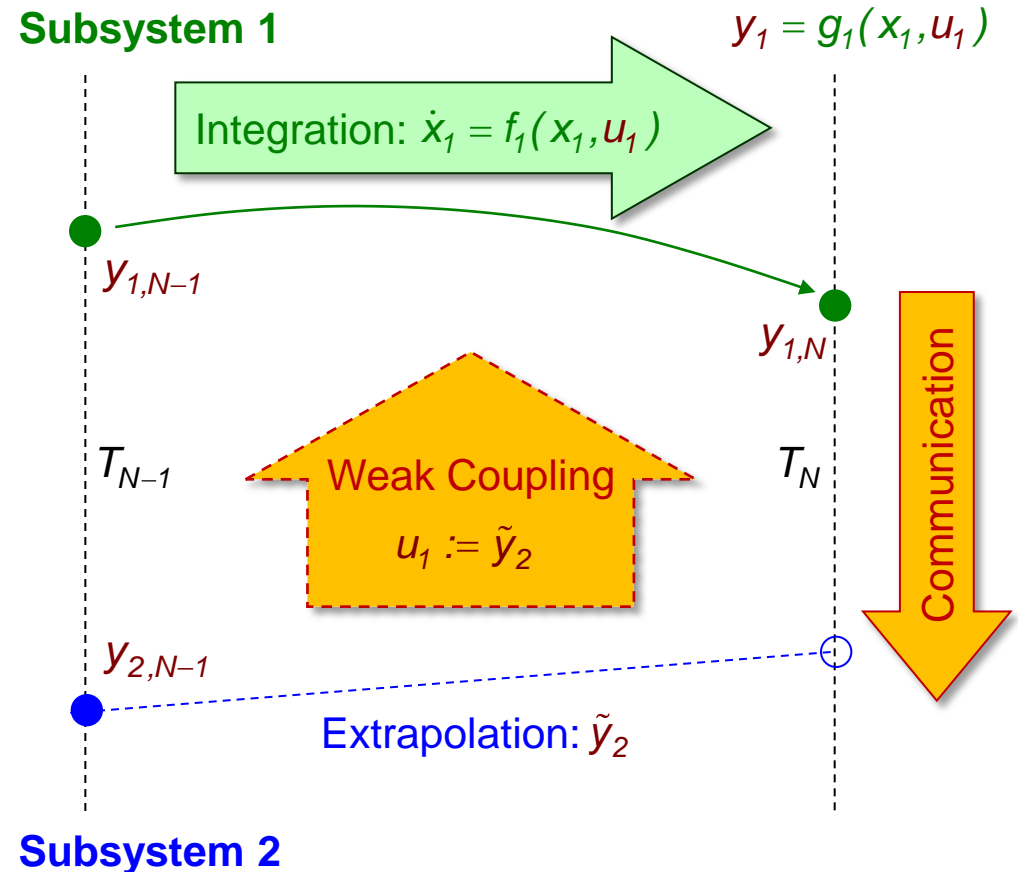 Subsystem 1
y₁ = g₁( x₁,u₁ )
Integration: ẋ₁ = f₁( x₁,u₁ )
y₁,N−1
y₁,N
Communication
T_N−1
Weak Coupling
T_N
u₁ := ỹ₂
y₂,N−1
Extrapolation: ỹ₂
Subsystem 2